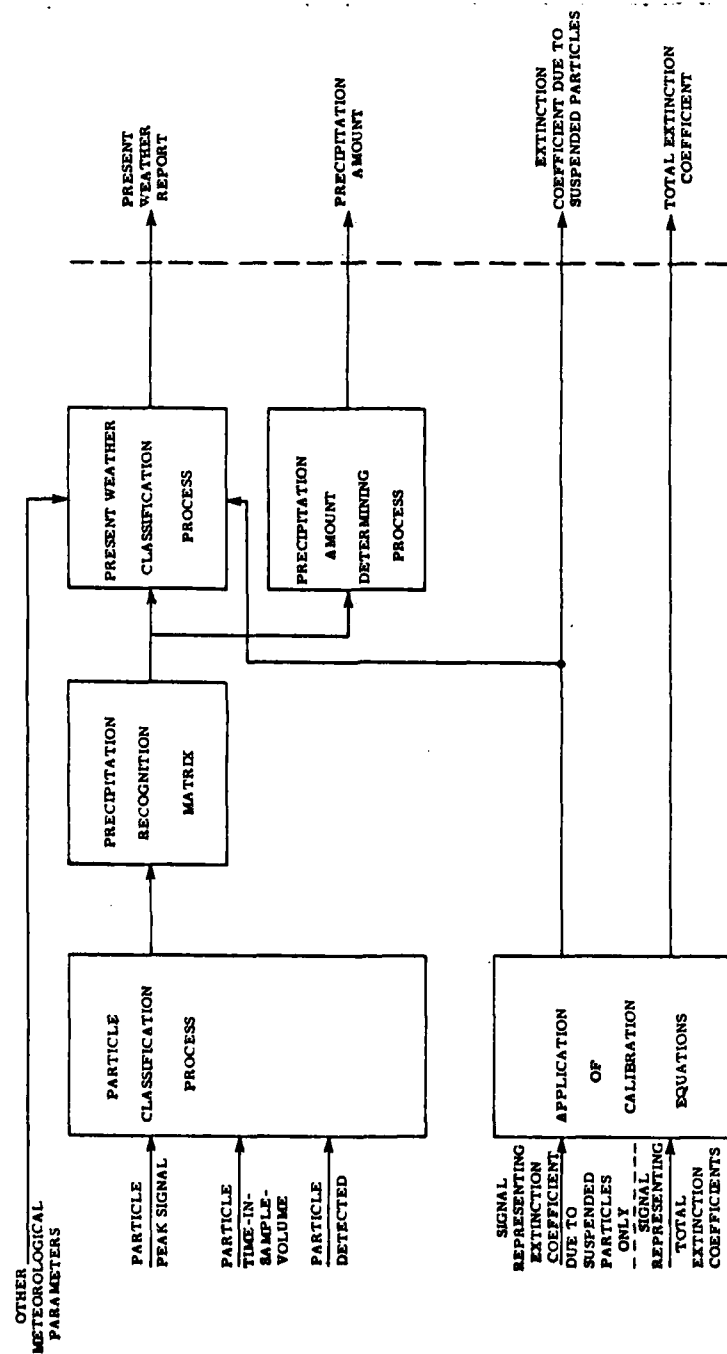 OTHER
METEOROLOGICAL
PARAMETERS
PARTICLE
PEAK SIGNAL
PARTICLE
TIME-IN-
SAMPLE-
VOLUME
PARTICLE
DETECTED
PARTICLE
CLASSIFICATION
PROCESS
PRECIPITATION
RECOGNITION
MATRIX
PRESENT WEATHER
CLASSIFICATION
PROCESS
PRECIPITATION
AMOUNT
DETERMINING
PROCESS
PRESENT
WEATHER
REPORT
PRECIPITATION
AMOUNT
SIGNAL
REPRESENTING
EXTINCTION
COEFFICIENT
DUE TO
SUSPENDED
PARTICLES
ONLY
SIGNAL
REPRESENTING
TOTAL
EXTINCTION
COEFFICIENTS
APPLICATION
OF
CALIBRATION
EQUATIONS
EXTINCTION
COEFFICIENT DUE TO
SUSPENDED PARTICLES
TOTAL EXTINCTION
COEFFICIENT